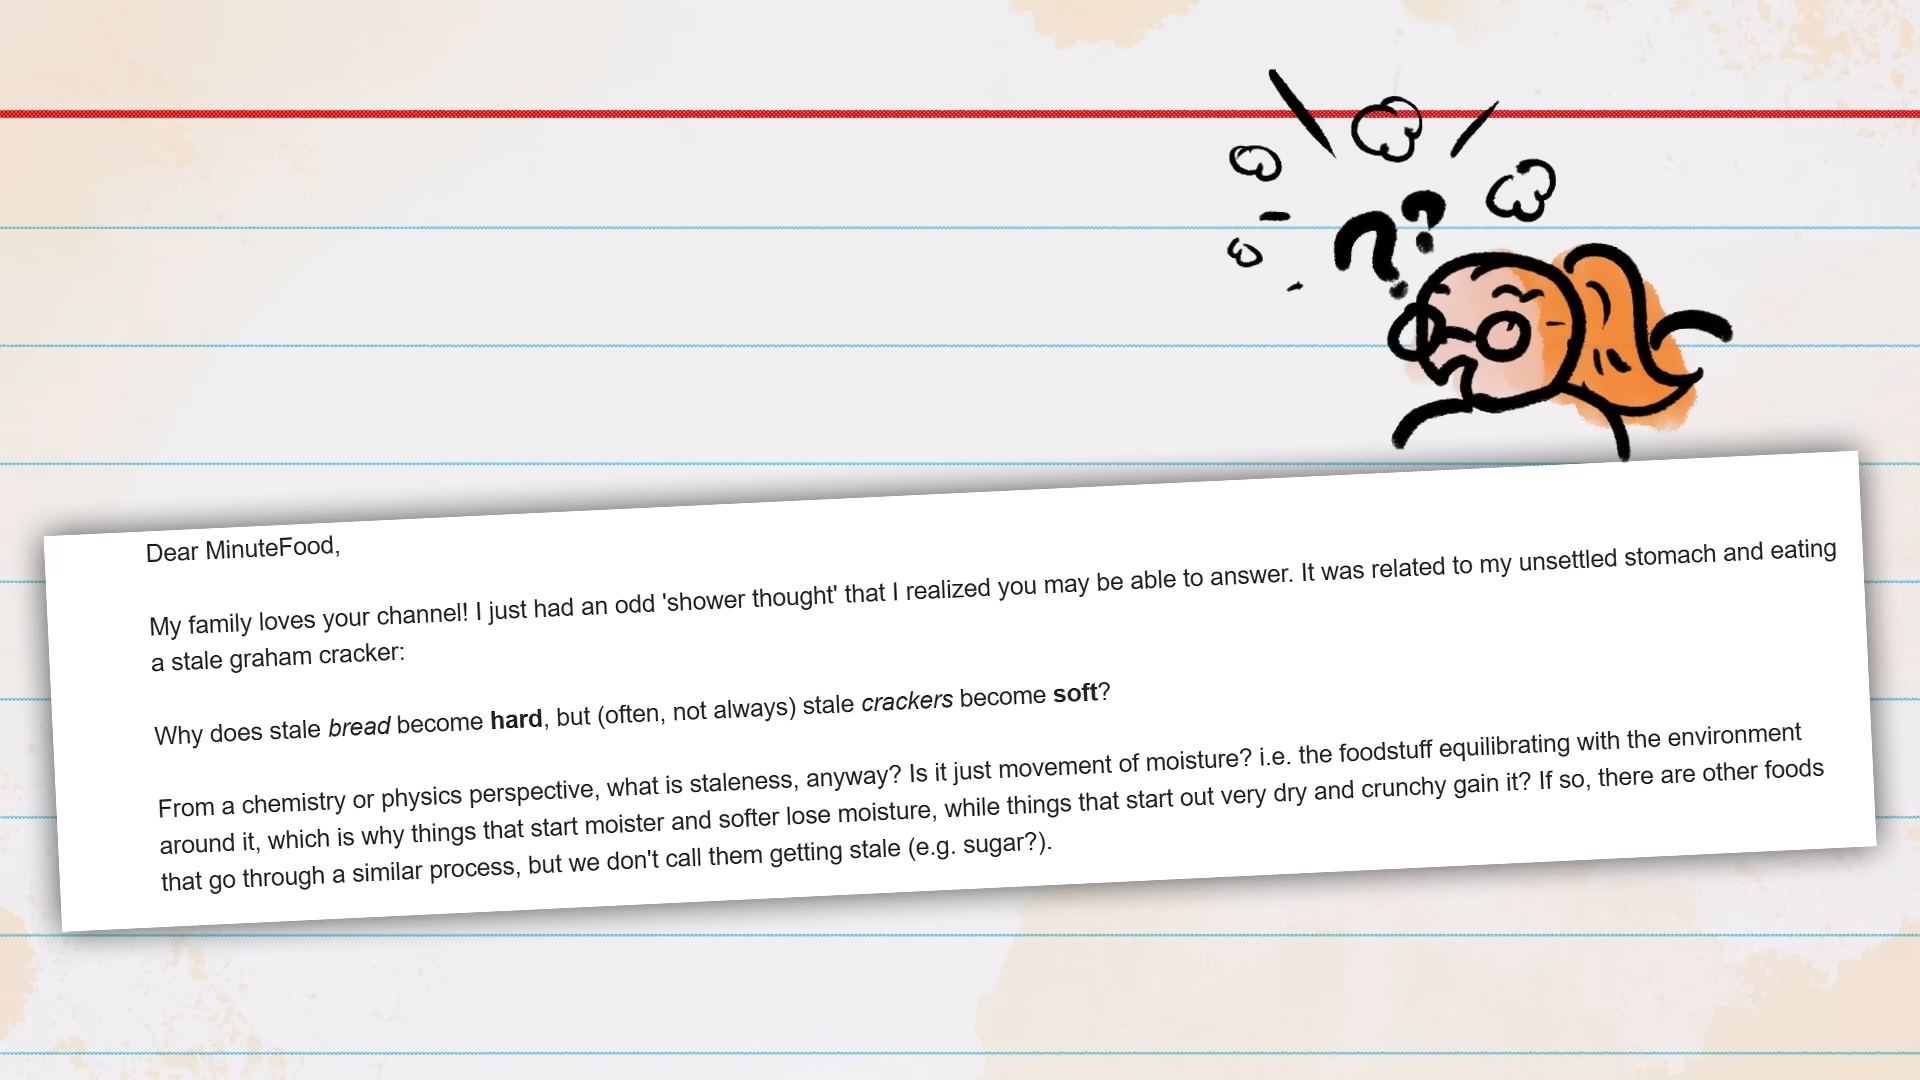 ??
Dear MinuteFood,
My family loves your channel! I just had an odd 'shower thought' that I realized you may be able to answer. It was related to my unsettled stomach and eating
a stale graham cracker:
Why does stale bread become hard, but (often, not always) stale crackers become soft?
From a chemistry or physics perspective, what is staleness, anyway? Is it just movement of moisture? i.e. the foodstuff equilibrating with the environment
around it, which is why things that start moister and softer lose moisture, while things that start out very dry and crunchy gain it? If so, there are other foods
that go through a similar process, but we don't call them getting stale (e.g. sugar?).